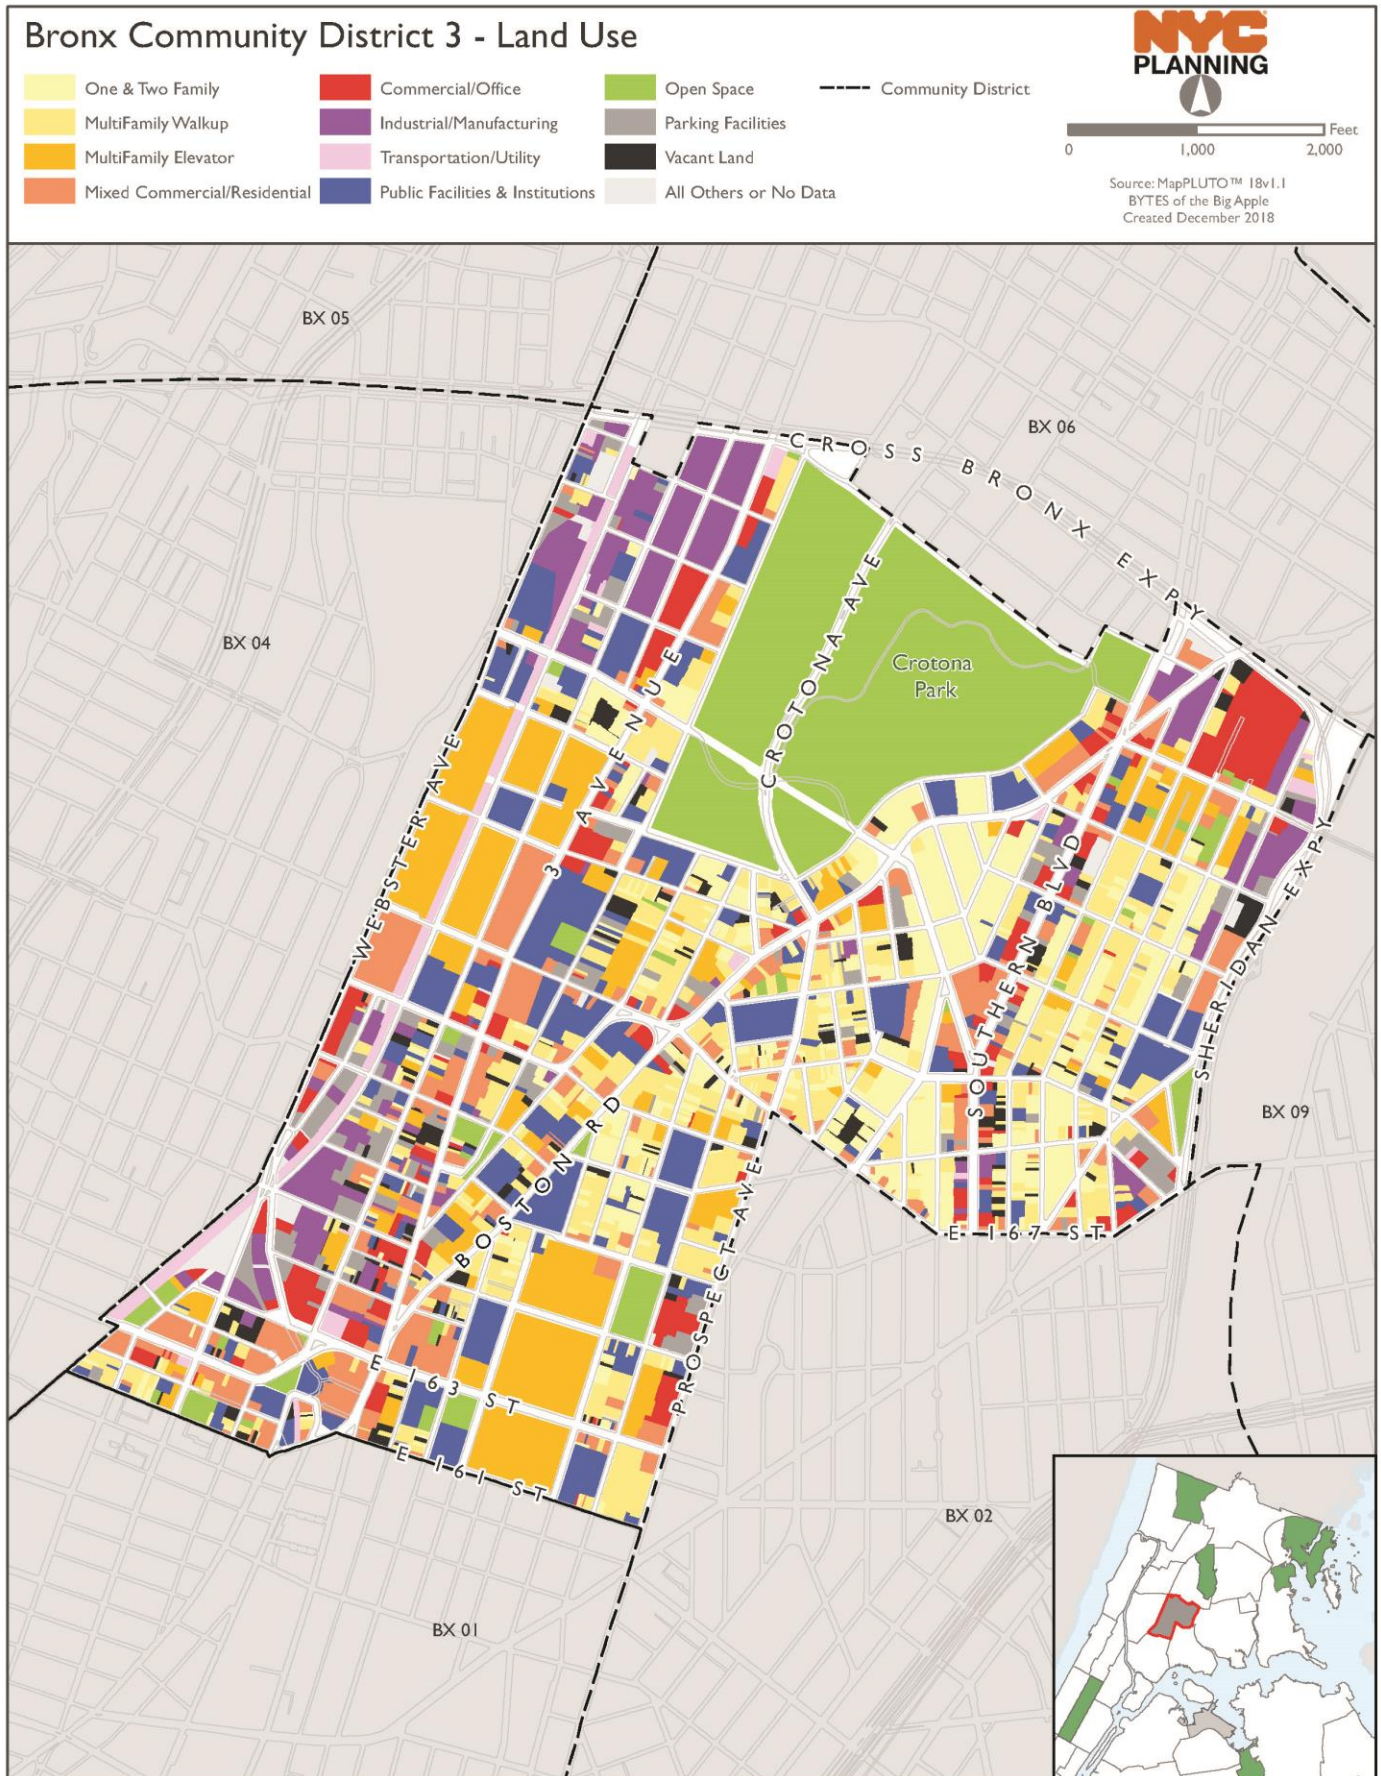 Bronx Community District 3 - Land Use
NYC
PLANNING
One & Two Family
MultiFamily Walkup
MultiFamily Elevator
Mixed Commercial/Residential
Commercial/Office
Industrial/Manufacturing
Transportation/Utility
Public Facilities & Institutions
Open Space
Parking Facilities
Vacant Land
All Others or No Data
Community District
Feet
0 1,000 2,000
Source: MapPLUTO™ 18v1.1
BYTES of the Big Apple
Created December 2018
BX 05
BX 06
CROSS BRONX EXPY
BX 04
CROTONA AVE
Crotona
Park
3 AVENUE
WEBSTER AVE
SOUTHERN BLVD
SHERIDAN EXPY
BX 09
BOSTON RD
PROSPECT AVE
E 167 ST
E 163 ST
E 161 ST
BX 02
BX 01